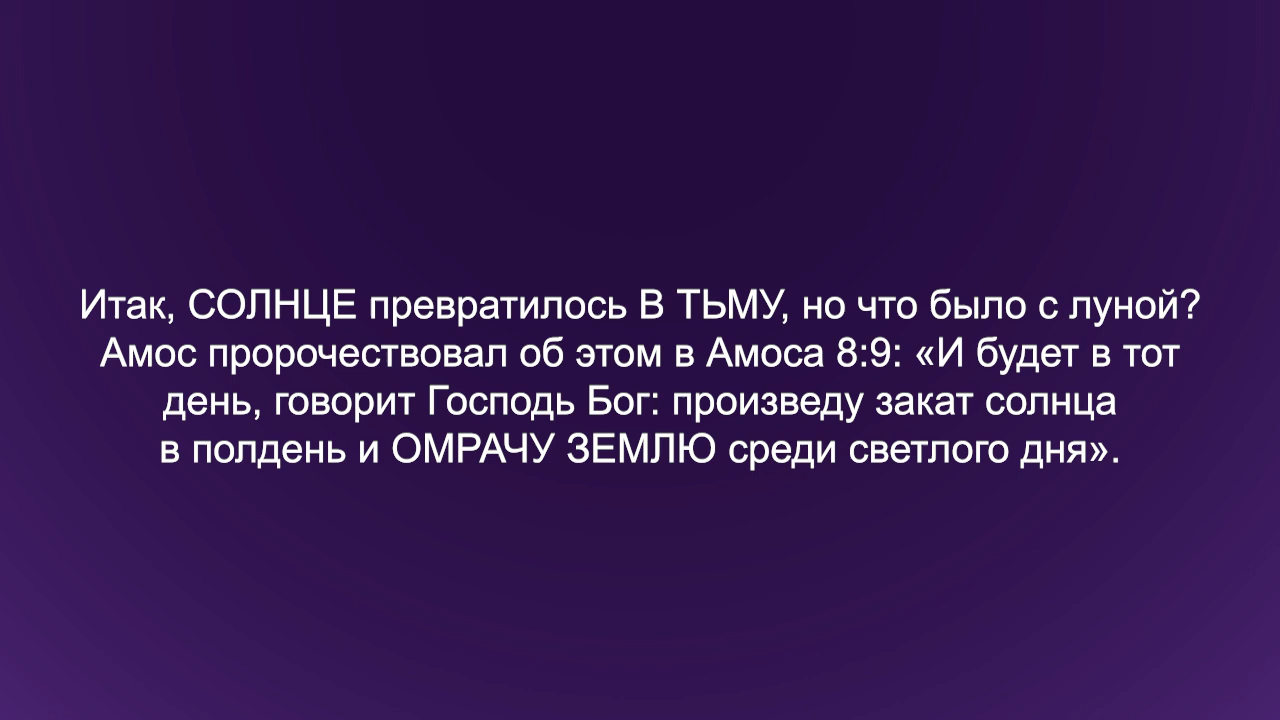 Итак, СОЛНЦЕ превратилось В ТЬМУ, но что было с луной?
Амос пророчествовал об этом в Амоса 8:9: «И будет в тот
день, говорит Господь Бог: произведу закат солнца
в полдень и ОМРАЧУ ЗЕМЛЮ среди светлого дня».